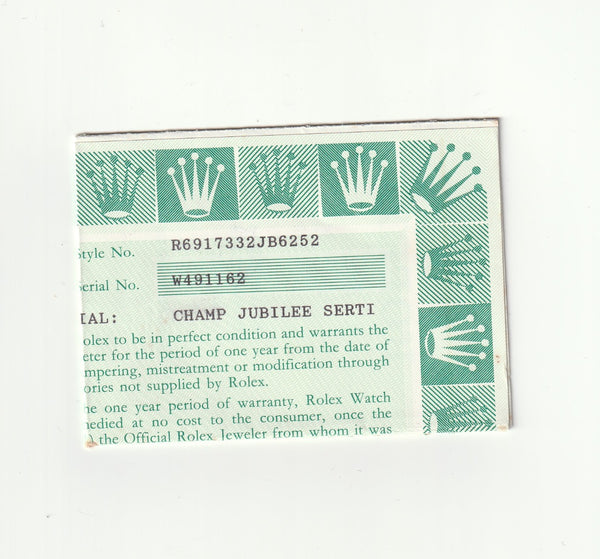 tyle No. R6917332JB6252
erial No. W491162
IAL: CHAMP JUBILEE SERTI
olex to be in perfect condition and warrants the
eter for the period of one year from the date of
mpering, mistreatment or modification through
ories not supplied by Rolex.
he one year period of warranty, Rolex Watch
nedied at no cost to the consumer, once the
the Official Rolex Jeweler from whom it was